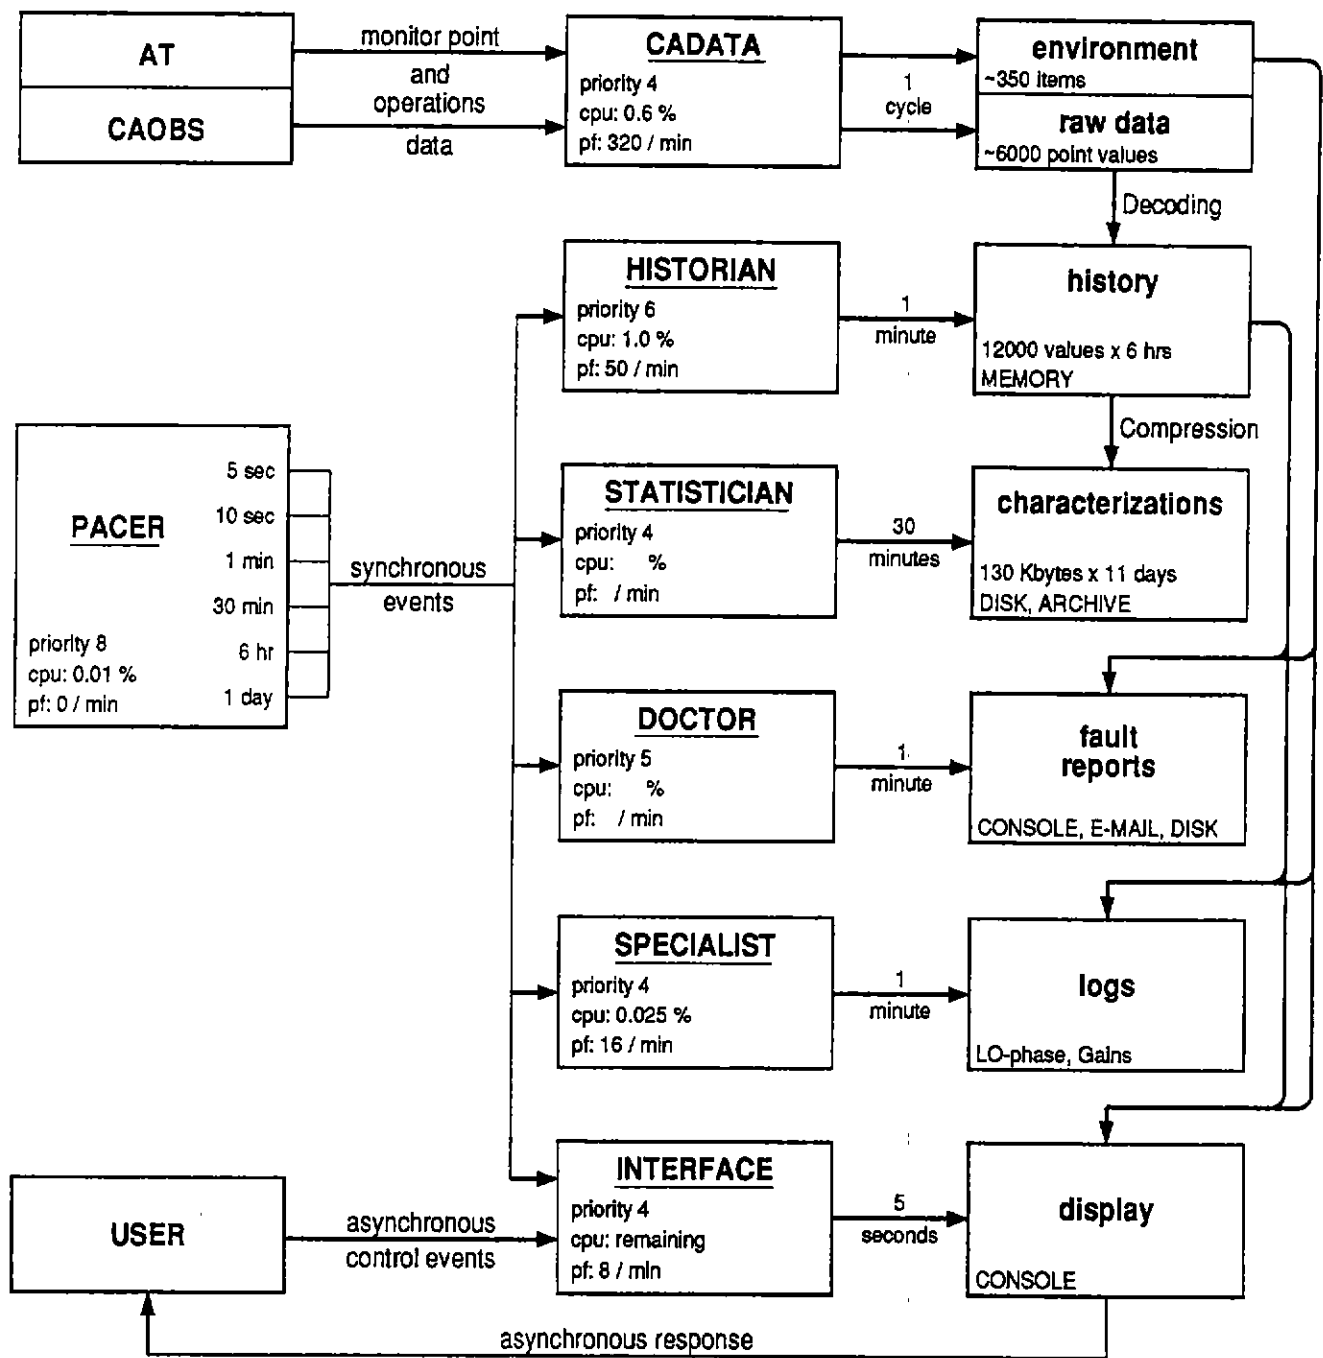 AT
CAOBS
monitor point
and
operations
data
CADATA
priority 4
cpu: 0.6 %
pf: 320 / min
1
cycle
environment
~350 items
raw data
~6000 point values
Decoding
HISTORIAN
priority 6
cpu: 1.0 %
pf: 50 / min
1
minute
history
12000 values x 6 hrs
MEMORY
Compression
PACER
priority 8
cpu: 0.01 %
pf: 0 / min
5 sec
10 sec
1 min
30 min
6 hr
1 day
synchronous
events
STATISTICIAN
priority 4
cpu: %
pf: / min
30
minutes
characterizations
130 Kbytes x 11 days
DISK, ARCHIVE
DOCTOR
priority 5
cpu: %
pf: / min
1
minute
fault
reports
CONSOLE, E-MAIL, DISK
SPECIALIST
priority 4
cpu: 0.025 %
pf: 16 / min
1
minute
logs
LO-phase, Gains
USER
asynchronous
control events
INTERFACE
priority 4
cpu: remaining
pf: 8 / min
5
seconds
display
CONSOLE
asynchronous response